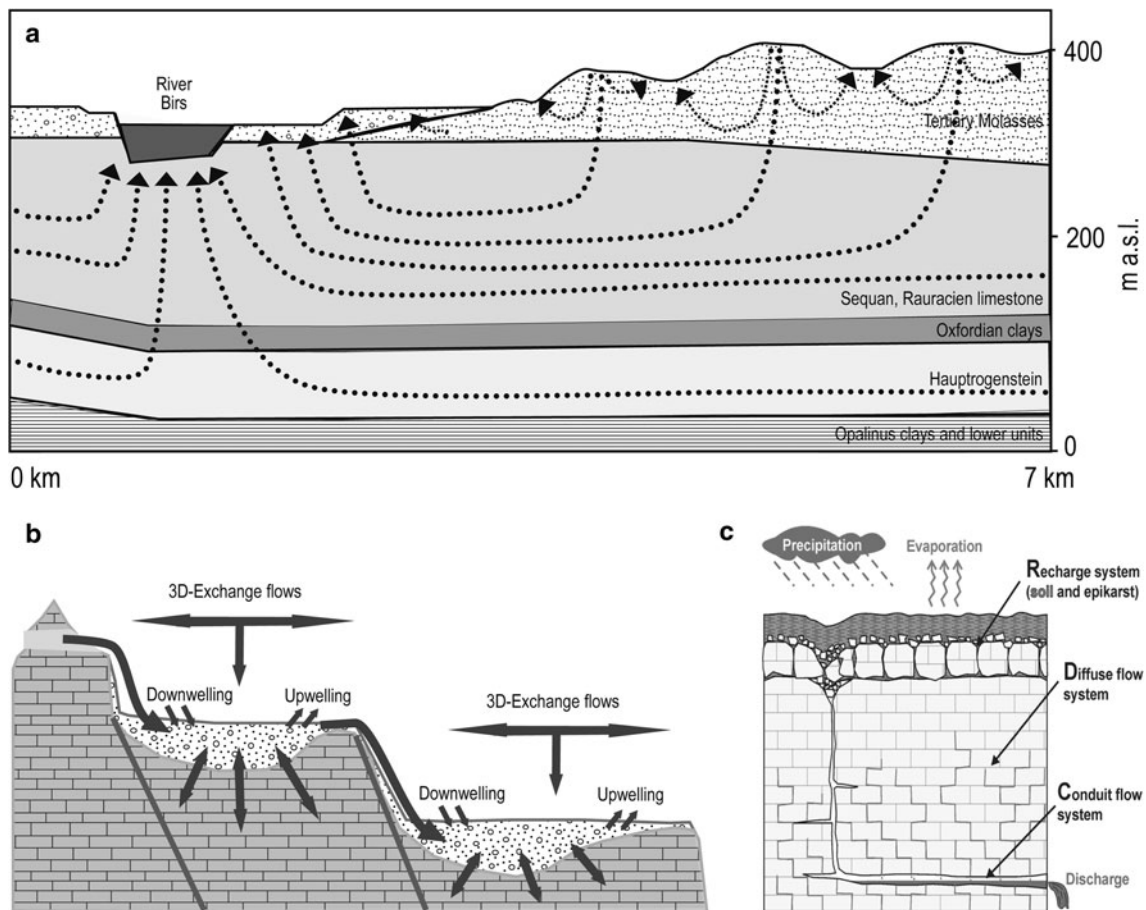 a
River
Birs
400
Tertiary Molasses
200
m a.s.l.
Sequan, Rauracien limestone
Oxfordian clays
Hauptrogenstein
Opalinus clays and lower units
0
0 km
7 km
b
3D-Exchange flows
Downwelling
Upwelling
3D-Exchange flows
Downwelling
Upwelling
c
Precipitation
Evaporation
Recharge system
(soil and epikarst)
Diffuse flow
system
Conduit flow
system
Discharge